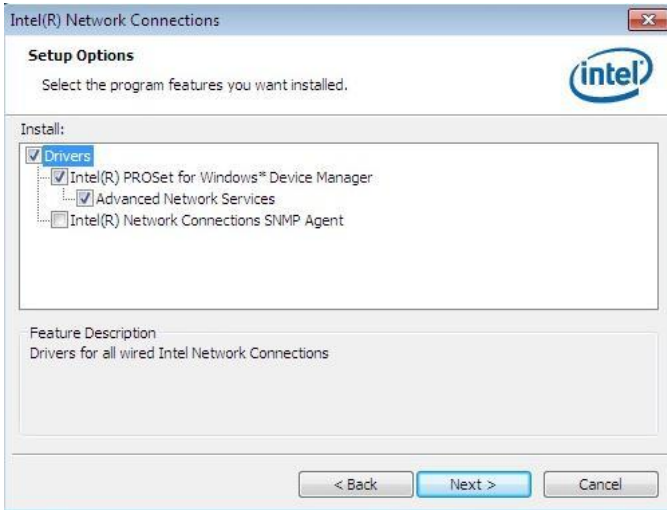 Intel(R) Network Connections
Setup Options
Select the program features you want installed.
intel
Install:
Drivers
Intel(R) PROSet for Windows* Device Manager
Advanced Network Services
Intel(R) Network Connections SNMP Agent
Feature Description
Drivers for all wired Intel Network Connections
< Back Next > Cancel